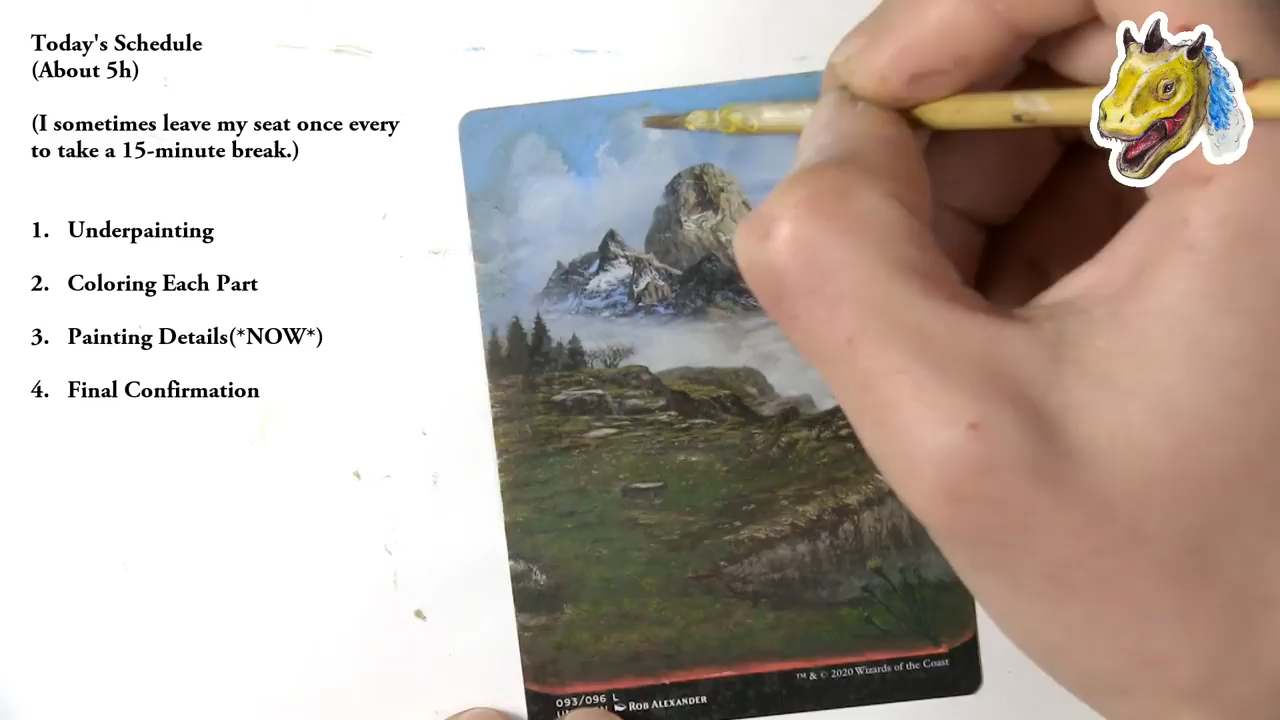 Today's Schedule
(About 5h)
(I sometimes leave my seat once every
to take a 15-minute break.)
1. Underpainting
2. Coloring Each Part
3. Painting Details(*NOW*)
4. Final Confirmation
™ & © 2020 Wizards of the Coast
093/096 L
ROB ALEXANDER